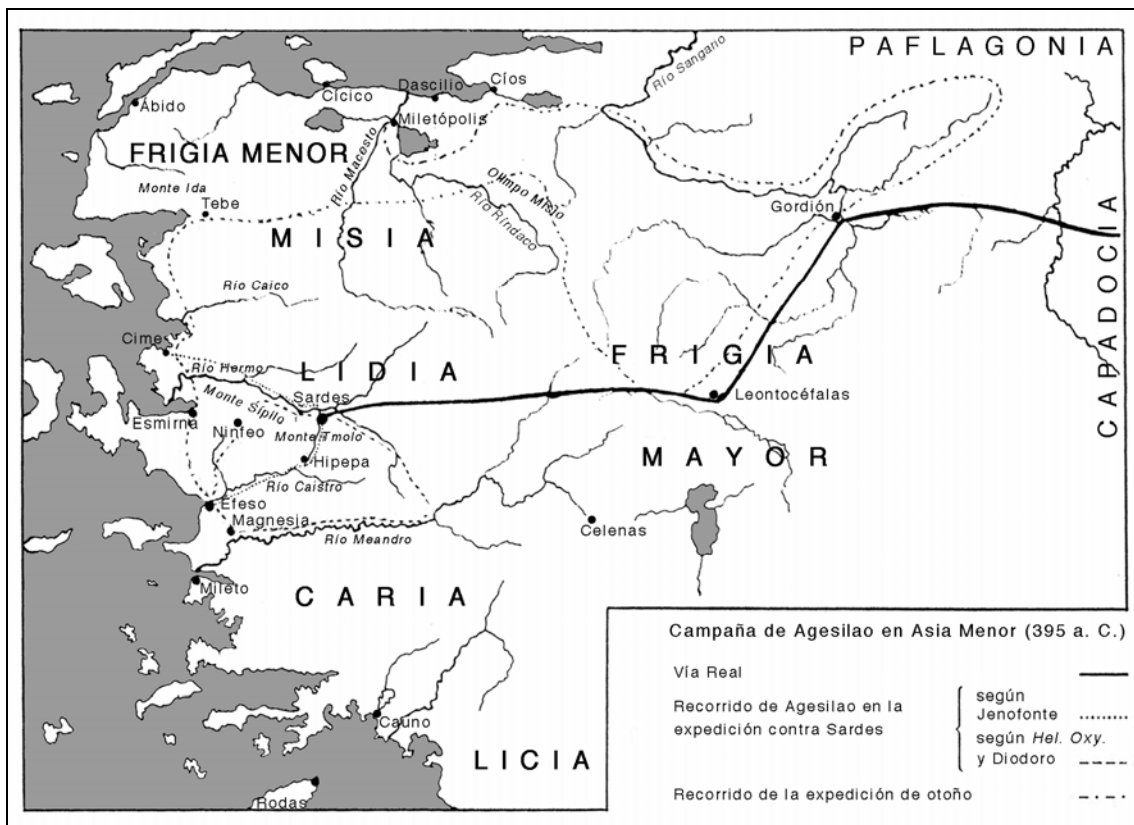 PAFLAGONIA
Río Sangano
Cíos
Dascilio
Cícico
Ábido
Miletópolis
FRIGIA MENOR
Río Macesto
Monte Ida
Tebe
Olimpo Misio
Río Ríndaco
Gordión
MISIA
CAPADOCIA
Río Caico
Cime
Río Hermo
LIDIA
FRIGIA
Sardes
Leontocéfalas
Monte Sípilo
Esmirna
Ninfeo
Monte Tmolo
MAYOR
Hipepa
Río Caistro
Efeso
Magnesia
Río Meandro
Celenas
Mileto
CARIA
Cauno
LICIA
Rodas
Campaña de Agesilao en Asia Menor (395 a. C.)
Vía Real
Recorrido de Agesilao en la
expedición contra Sardes
según
Jenofonte
según Hel. Oxy.
y Diodoro
Recorrido de la expedición de otoño